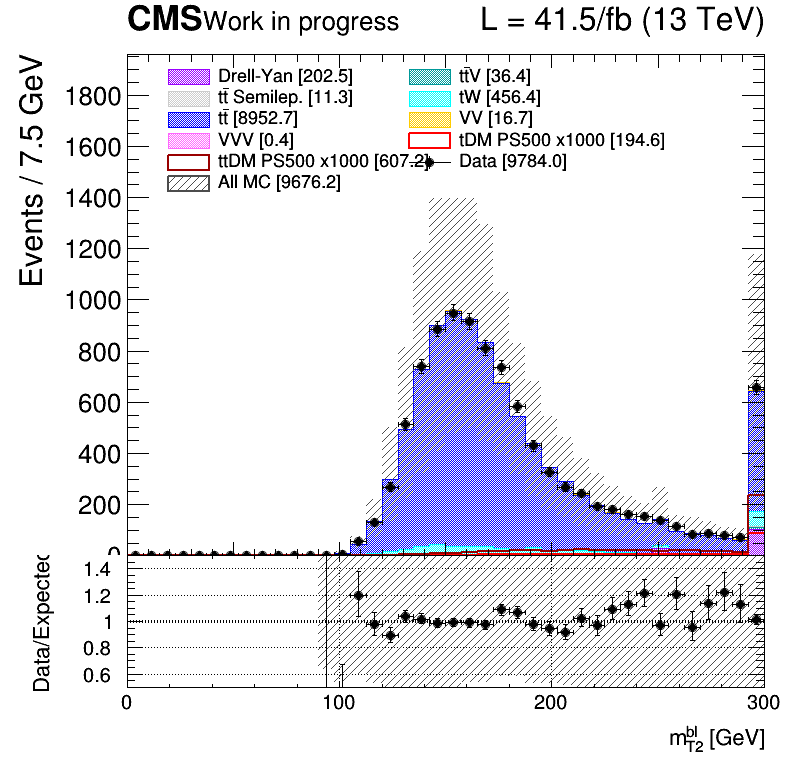 CMS Work in progress L = 41.5/fb (13 TeV)
Events / 7.5 GeV
Drell-Yan [202.5] tt̄V [36.4]
tt̄ Semilep. [11.3] tW [456.4]
tt̄ [8952.7] VV [16.7]
VVV [0.4] tDM PS500 x1000 [194.6]
ttDM PS500 x1000 [607.2] Data [9784.0]
All MC [9676.2]
1800
1600
1400
1200
1000
800
600
400
200
0
Data/Expected
1.4
1.2
1
0.8
0.6
0 100 200 300
m_{T2}^{bl} [GeV]